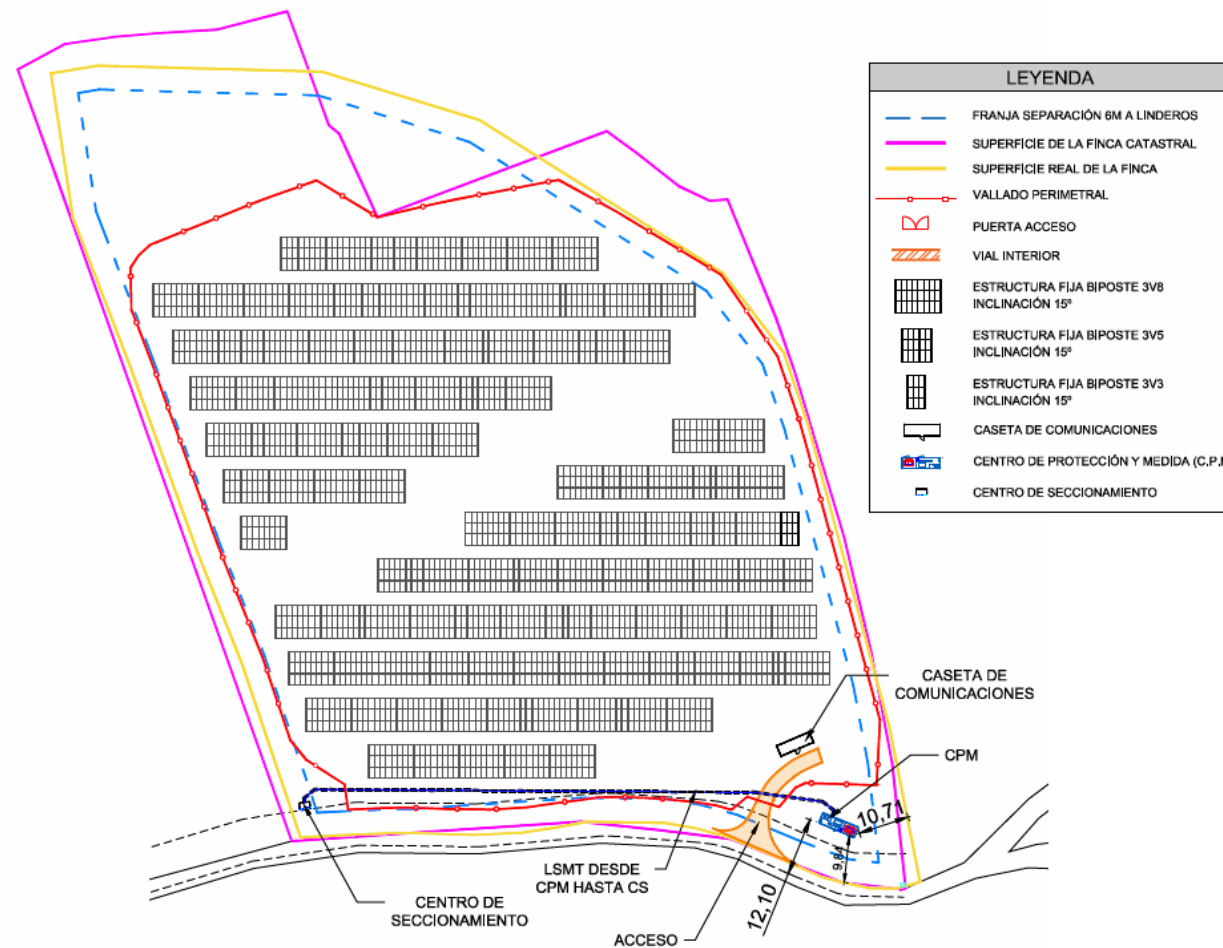 LEYENDA
FRANJA SEPARACIÓN 6M A LINDEROS
SUPERFICIE DE LA FINCA CATASTRAL
SUPERFICIE REAL DE LA FINCA
VALLADO PERIMETRAL
PUERTA ACCESO
VIAL INTERIOR
ESTRUCTURA FIJA BIPOSTE 3V8
INCLINACIÓN 15º
ESTRUCTURA FIJA BIPOSTE 3V5
INCLINACIÓN 15º
ESTRUCTURA FIJA BIPOSTE 3V3
INCLINACIÓN 15º
CASETA DE COMUNICACIONES
CENTRO DE PROTECCIÓN Y MEDIDA (C.P.
CENTRO DE SECCIONAMIENTO
CASETA DE
COMUNICACIONES
CPM
10,71
9,81
12,10
LSMT DESDE
CPM HASTA CS
CENTRO DE
SECCIONAMIENTO
ACCESO